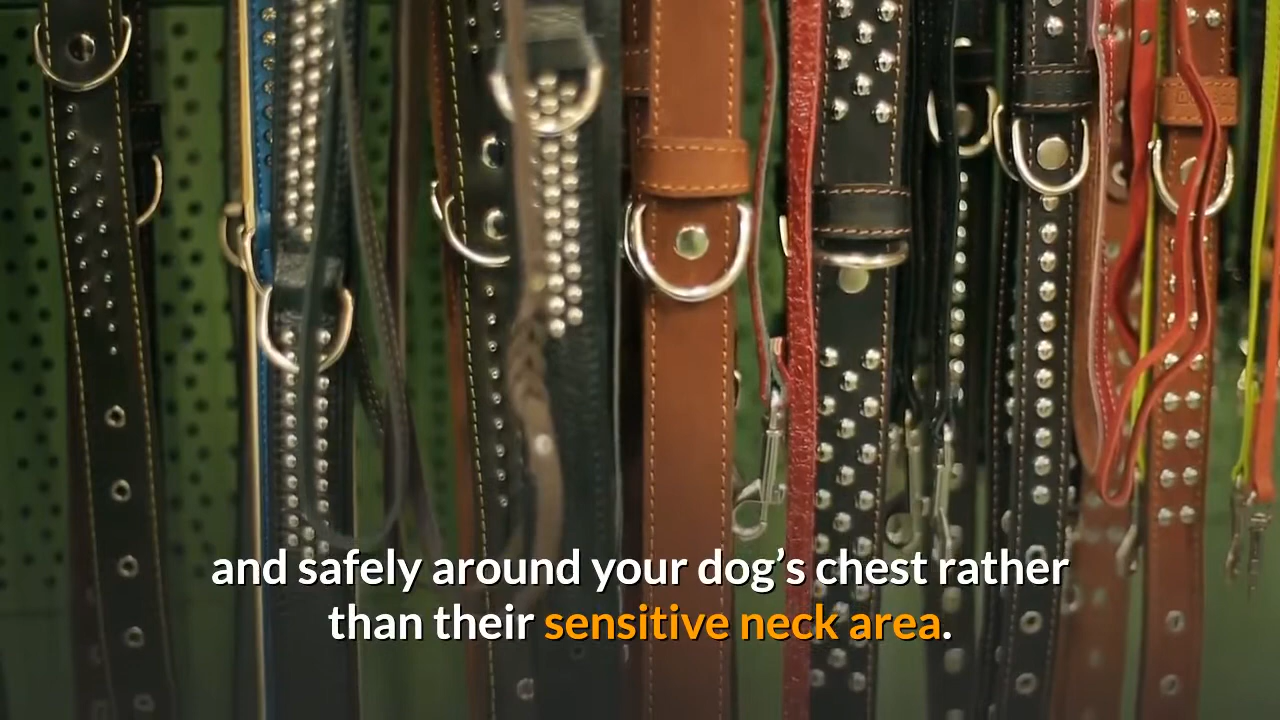 and safely around your dog’s chest rather
than their sensitive neck area.